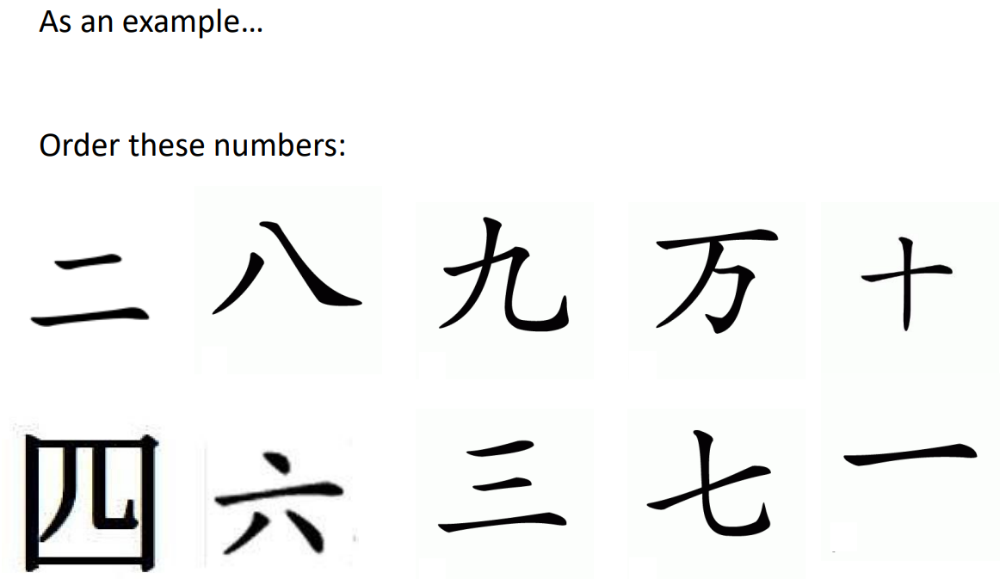 As an example...
Order these numbers:
二 八 九 万 十
四 六 三 七 一